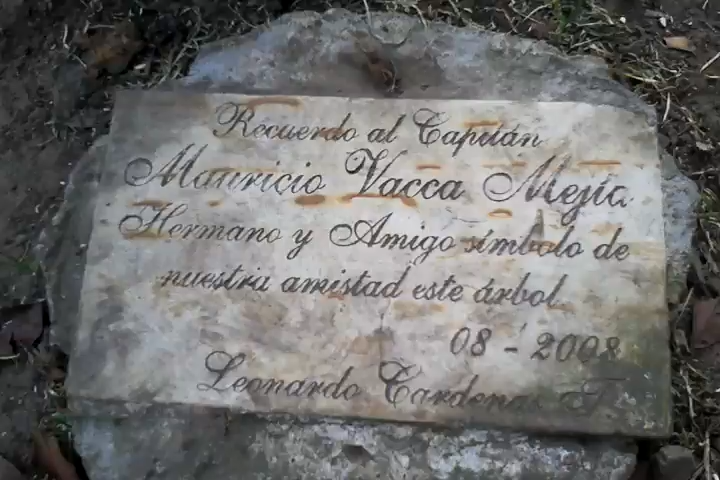 Recuerdo al Capitán
Mauricio Vacca Mejía.
Hermano y Amigo símbolo de
nuestra amistad este árbol.
08 - 2008
Leonardo Cardenas T.